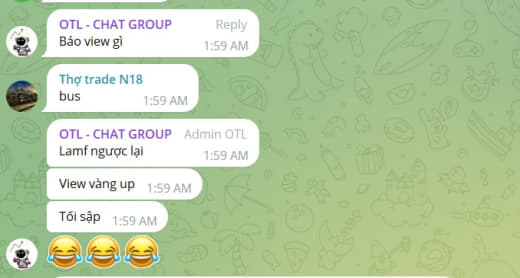 OTL - CHAT GROUP Reply
Báo view gì
1:59 AM
Thợ trade N18
bus
1:59 AM
OTL - CHAT GROUP Admin OTL
Lamf ngược lại
1:59 AM
View vàng up 1:59 AM
Tối sập 1:59 AM
😂😂😂